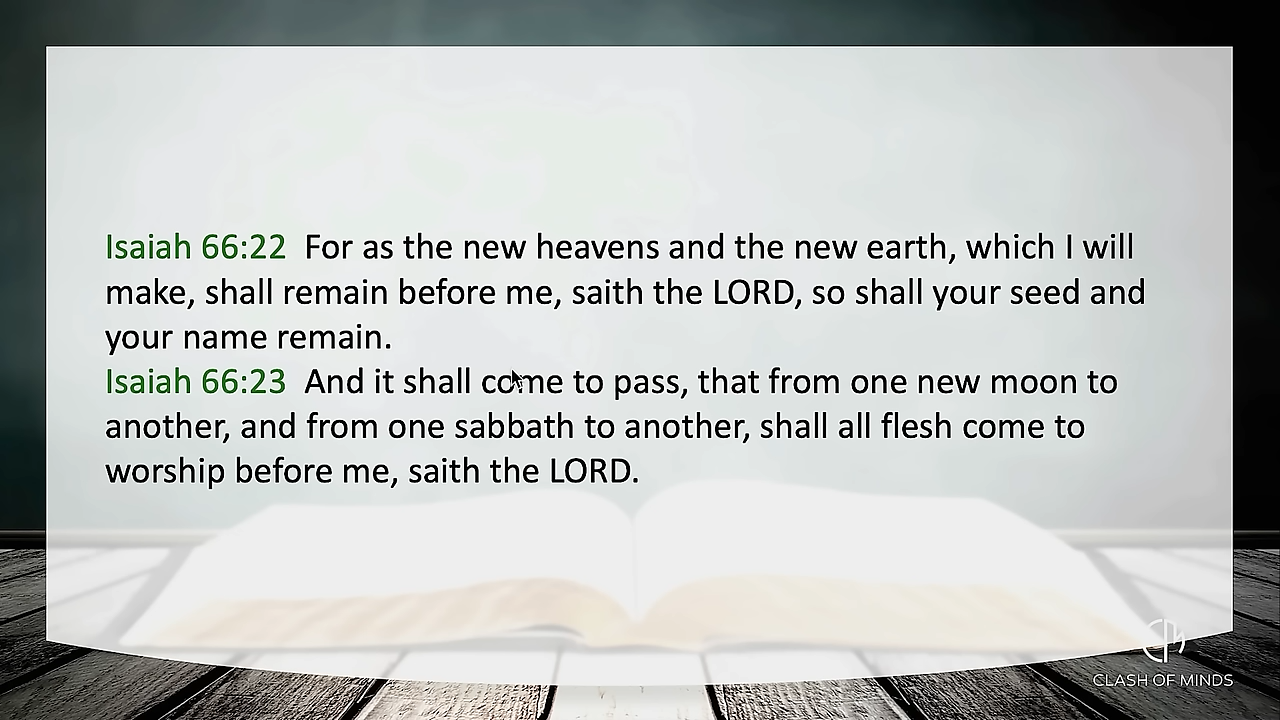 Isaiah 66:22  For as the new heavens and the new earth, which I will
make, shall remain before me, saith the LORD, so shall your seed and
your name remain.
Isaiah 66:23  And it shall come to pass, that from one new moon to
another, and from one sabbath to another, shall all flesh come to
worship before me, saith the LORD.
CLASH OF MINDS